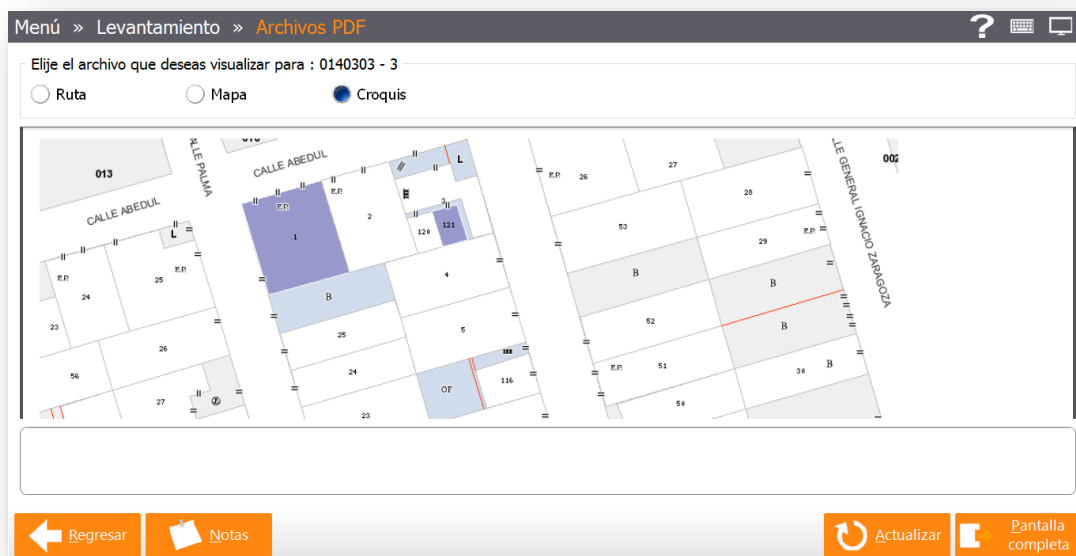 Menú » Levantamiento » Archivos PDF
?
Elije el archivo que deseas visualizar para : 0140303 - 3
Ruta
Mapa
Croquis
013
CALLE ABEDUL
CALLE ABEDUL
LLE PALMA
L
E.P.
24
25
E.P.
23
26
56
27
L
E.P.
E.P.
1
2
3
120
121
4
B
25
5
24
OF
116
23
E.P.
26
27
28
53
29
E.P.
B
B
52
B
E.P.
51
30
B
50
LLE GENERAL IGNACIO ZARAGOZA
002
Regresar
Notas
Actualizar
Pantalla
completa